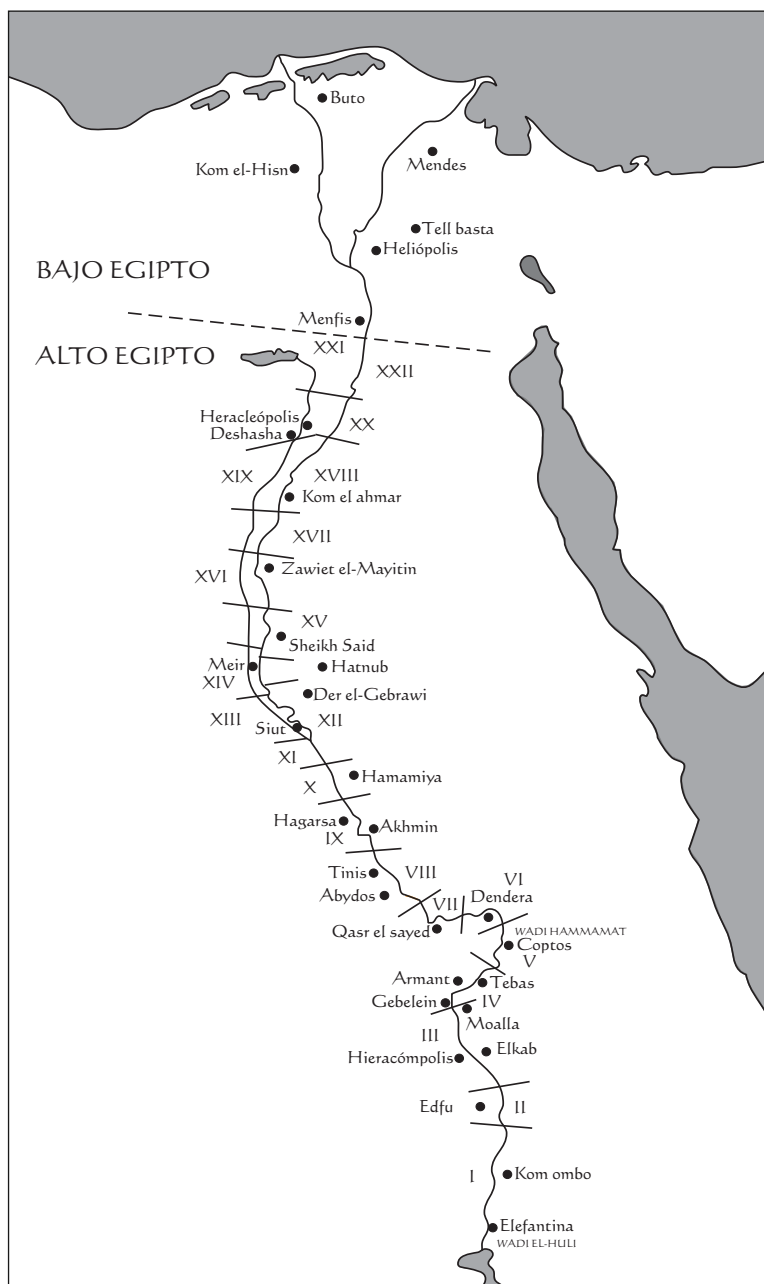 Buto
Mendes
Kom el-Hisn
Tell basta
Heliópolis
BAJO EGIPTO
Menfis
XXI
ALTO EGIPTO
XXII
Heracleópolis
XX
Deshasha
XIX
XVIII
Kom el ahmar
XVII
Zawiet el-Mayitin
XVI
XV
Sheikh Said
Meir
Hatnub
XIV
Der el-Gebrawi
XIII
XII
Siut
XI
Hamamiya
X
Hagarsa
Akhmin
IX
Tinis
VIII
VI
Abydos
VII
Dendera
Qasr el sayed
WADI HAMMAMAT
Coptos
V
Armant
Tebas
Gebelein
IV
Moalla
III
Elkab
Hieracómpolis
Edfu
II
I
Kom ombo
Elefantina
WADI EL-HULI